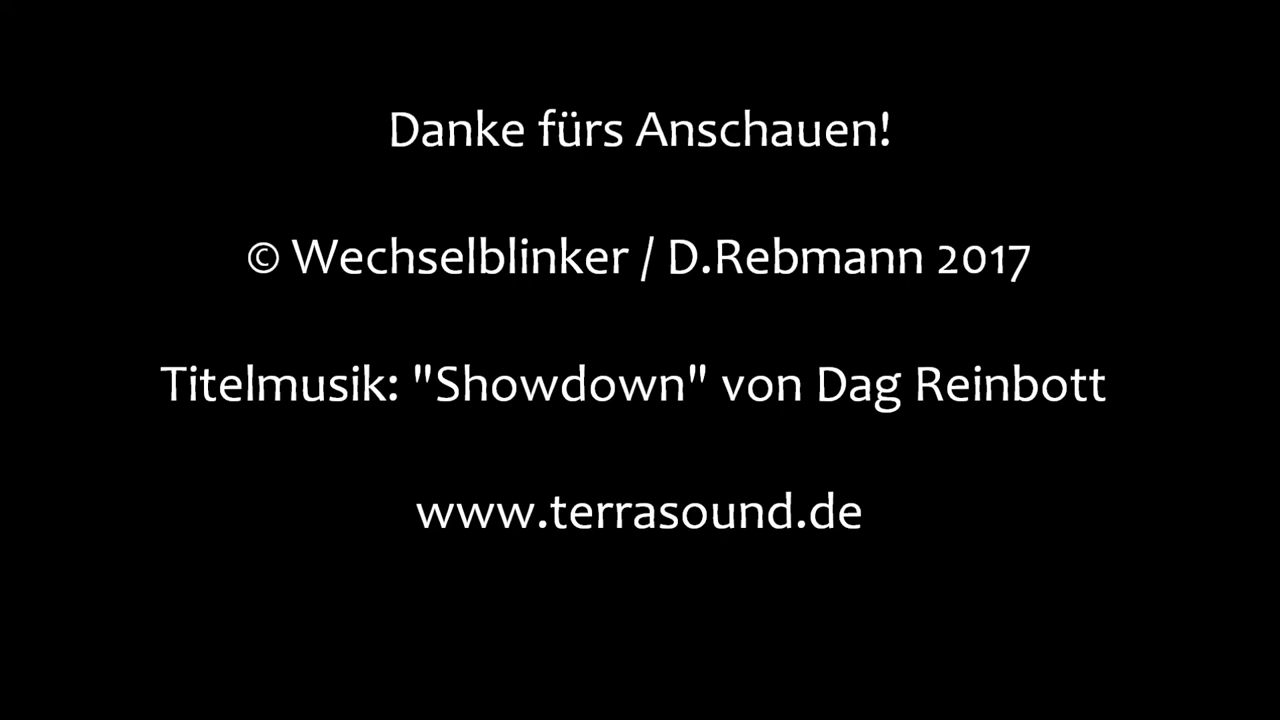 Danke fürs Anschauen!
© Wechselblinker / D.Rebmann 2017
Titelmusik: "Showdown" von Dag Reinbott
www.terrasound.de